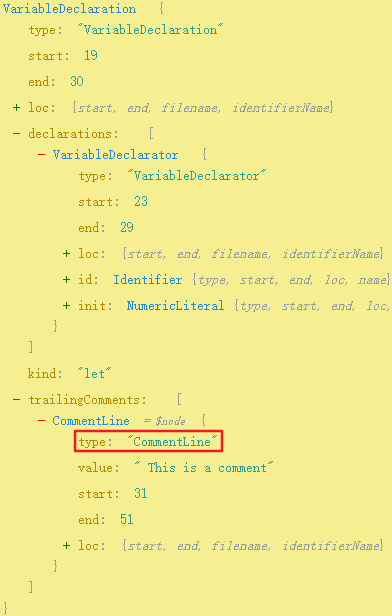 VariableDeclaration {
type: "VariableDeclaration"
start: 19
end: 30
+ loc: {start, end, filename, identifierName}
- declarations: [
- VariableDeclarator {
type: "VariableDeclarator"
start: 23
end: 29
+ loc: {start, end, filename, identifierName}
+ id: Identifier {type, start, end, loc, name}
+ init: NumericLiteral {type, start, end, loc,
}
]
kind: "let"
- trailingComments: [
- CommentLine = $node {
type: "CommentLine"
value: " This is a comment"
start: 31
end: 51
+ loc: {start, end, filename, identifierName}
}
]
}